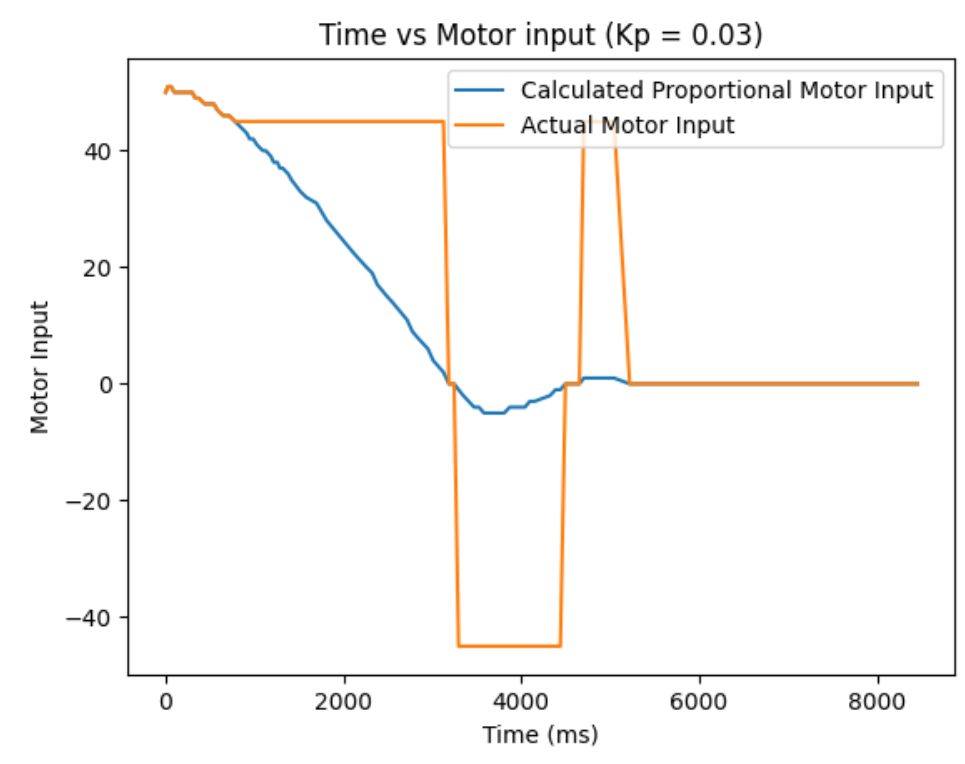 Time vs Motor input (Kp = 0.03)
Calculated Proportional Motor Input
Actual Motor Input
Motor Input
40
20
0
−20
−40
0 2000 4000 6000 8000
Time (ms)